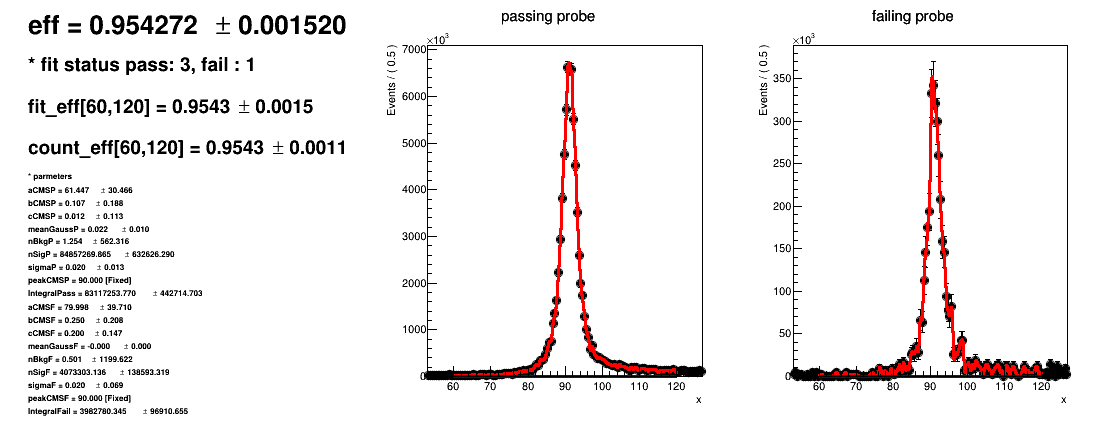 eff = 0.954272 ± 0.001520
* fit status pass: 3, fail : 1
fit_eff[60,120] = 0.9543 ± 0.0015
count_eff[60,120] = 0.9543 ± 0.0011
* parmeters
aCMSP = 61.447 ± 30.466
bCMSP = 0.107 ± 0.188
cCMSP = 0.012 ± 0.113
meanGaussP = 0.022 ± 0.010
nBkgP = 1.254 ± 562.316
nSigP = 84857269.865 ± 632626.290
sigmaP = 0.020 ± 0.013
peakCMSP = 90.000 [Fixed]
IntegralPass = 83117253.770 ± 442714.703
aCMSF = 79.998 ± 39.710
bCMSF = 0.250 ± 0.208
cCMSF = 0.200 ± 0.147
meanGaussF = -0.000 ± 0.000
nBkgF = 0.501 ± 1199.622
nSigF = 4073303.136 ± 138593.319
sigmaF = 0.020 ± 0.069
peakCMSF = 90.000 [Fixed]
IntegralFail = 3982780.345 ± 96910.655
passing probe
×10³
Events / ( 0.5 )
7000
6000
5000
4000
3000
2000
1000
0
60 70 80 90 100 110 120
x
failing probe
×10³
Events / ( 0.5 )
350
300
250
200
150
100
50
0
60 70 80 90 100 110 120
x